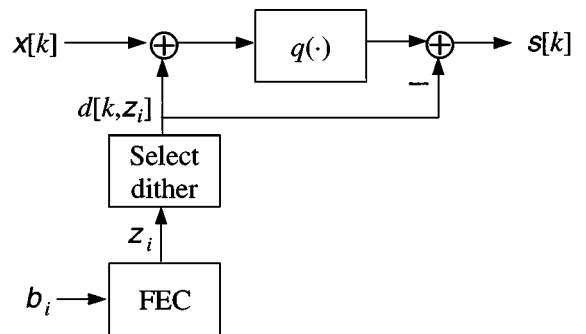 x[k]
q(·)
s[k]
−
d[k,z_i]
Select
dither
z_i
b_i
FEC